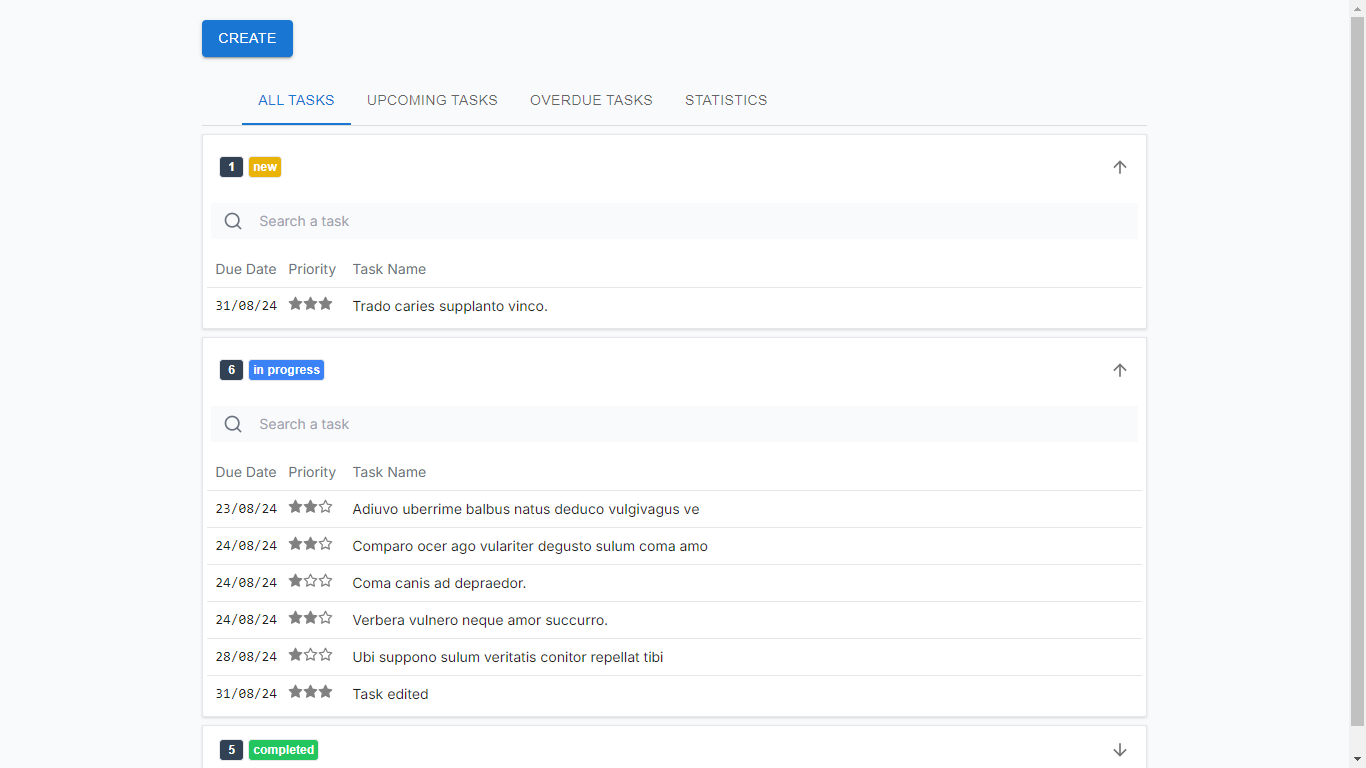 CREATE
ALL TASKS UPCOMING TASKS OVERDUE TASKS STATISTICS
1 new
Search a task
Due Date Priority Task Name
31/08/24 Trado caries supplanto vinco.
6 in progress
Search a task
Due Date Priority Task Name
23/08/24 Adiuvo uberrime balbus natus deduco vulgivagus ve
24/08/24 Comparo ocer ago vulariter degusto sulum coma amo
24/08/24 Coma canis ad depraedor.
24/08/24 Verbera vulnero neque amor succurro.
28/08/24 Ubi suppono sulum veritatis conitor repellat tibi
31/08/24 Task edited
5 completed